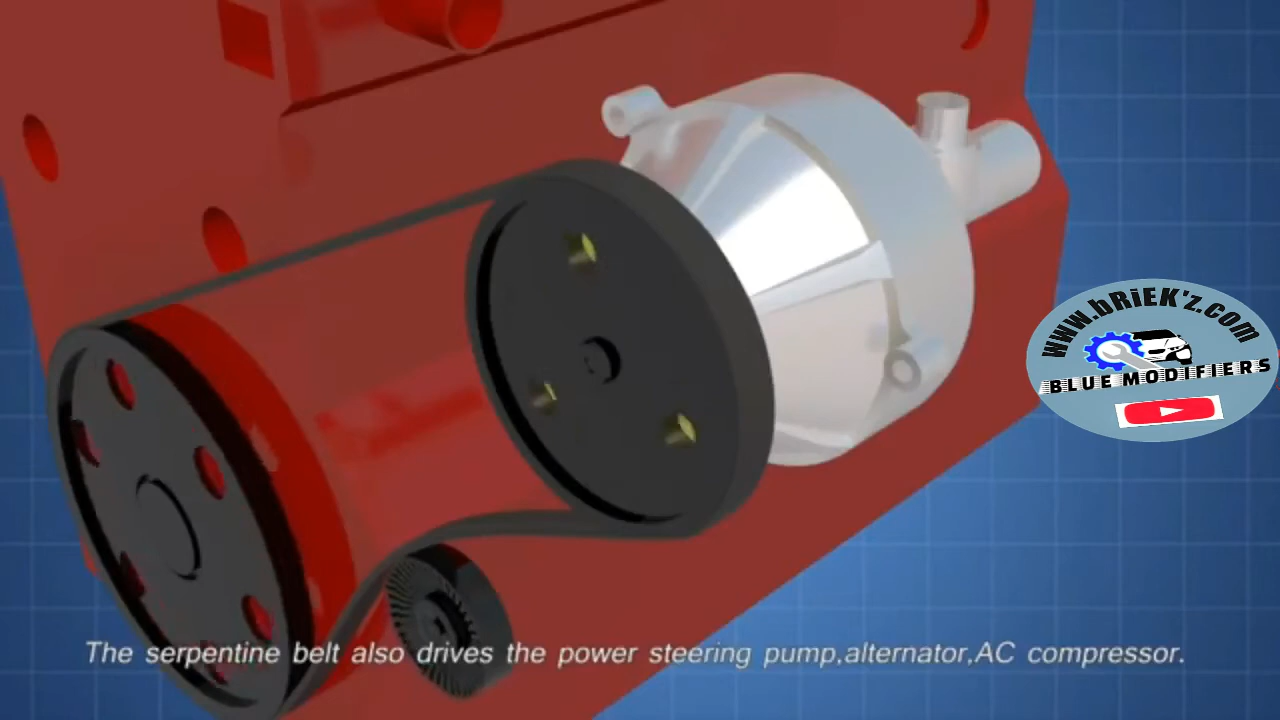 www.bRiEK'z.com
BLUE MODIFIERS
The serpentine belt also drives the power steering pump,alternator,AC compressor.